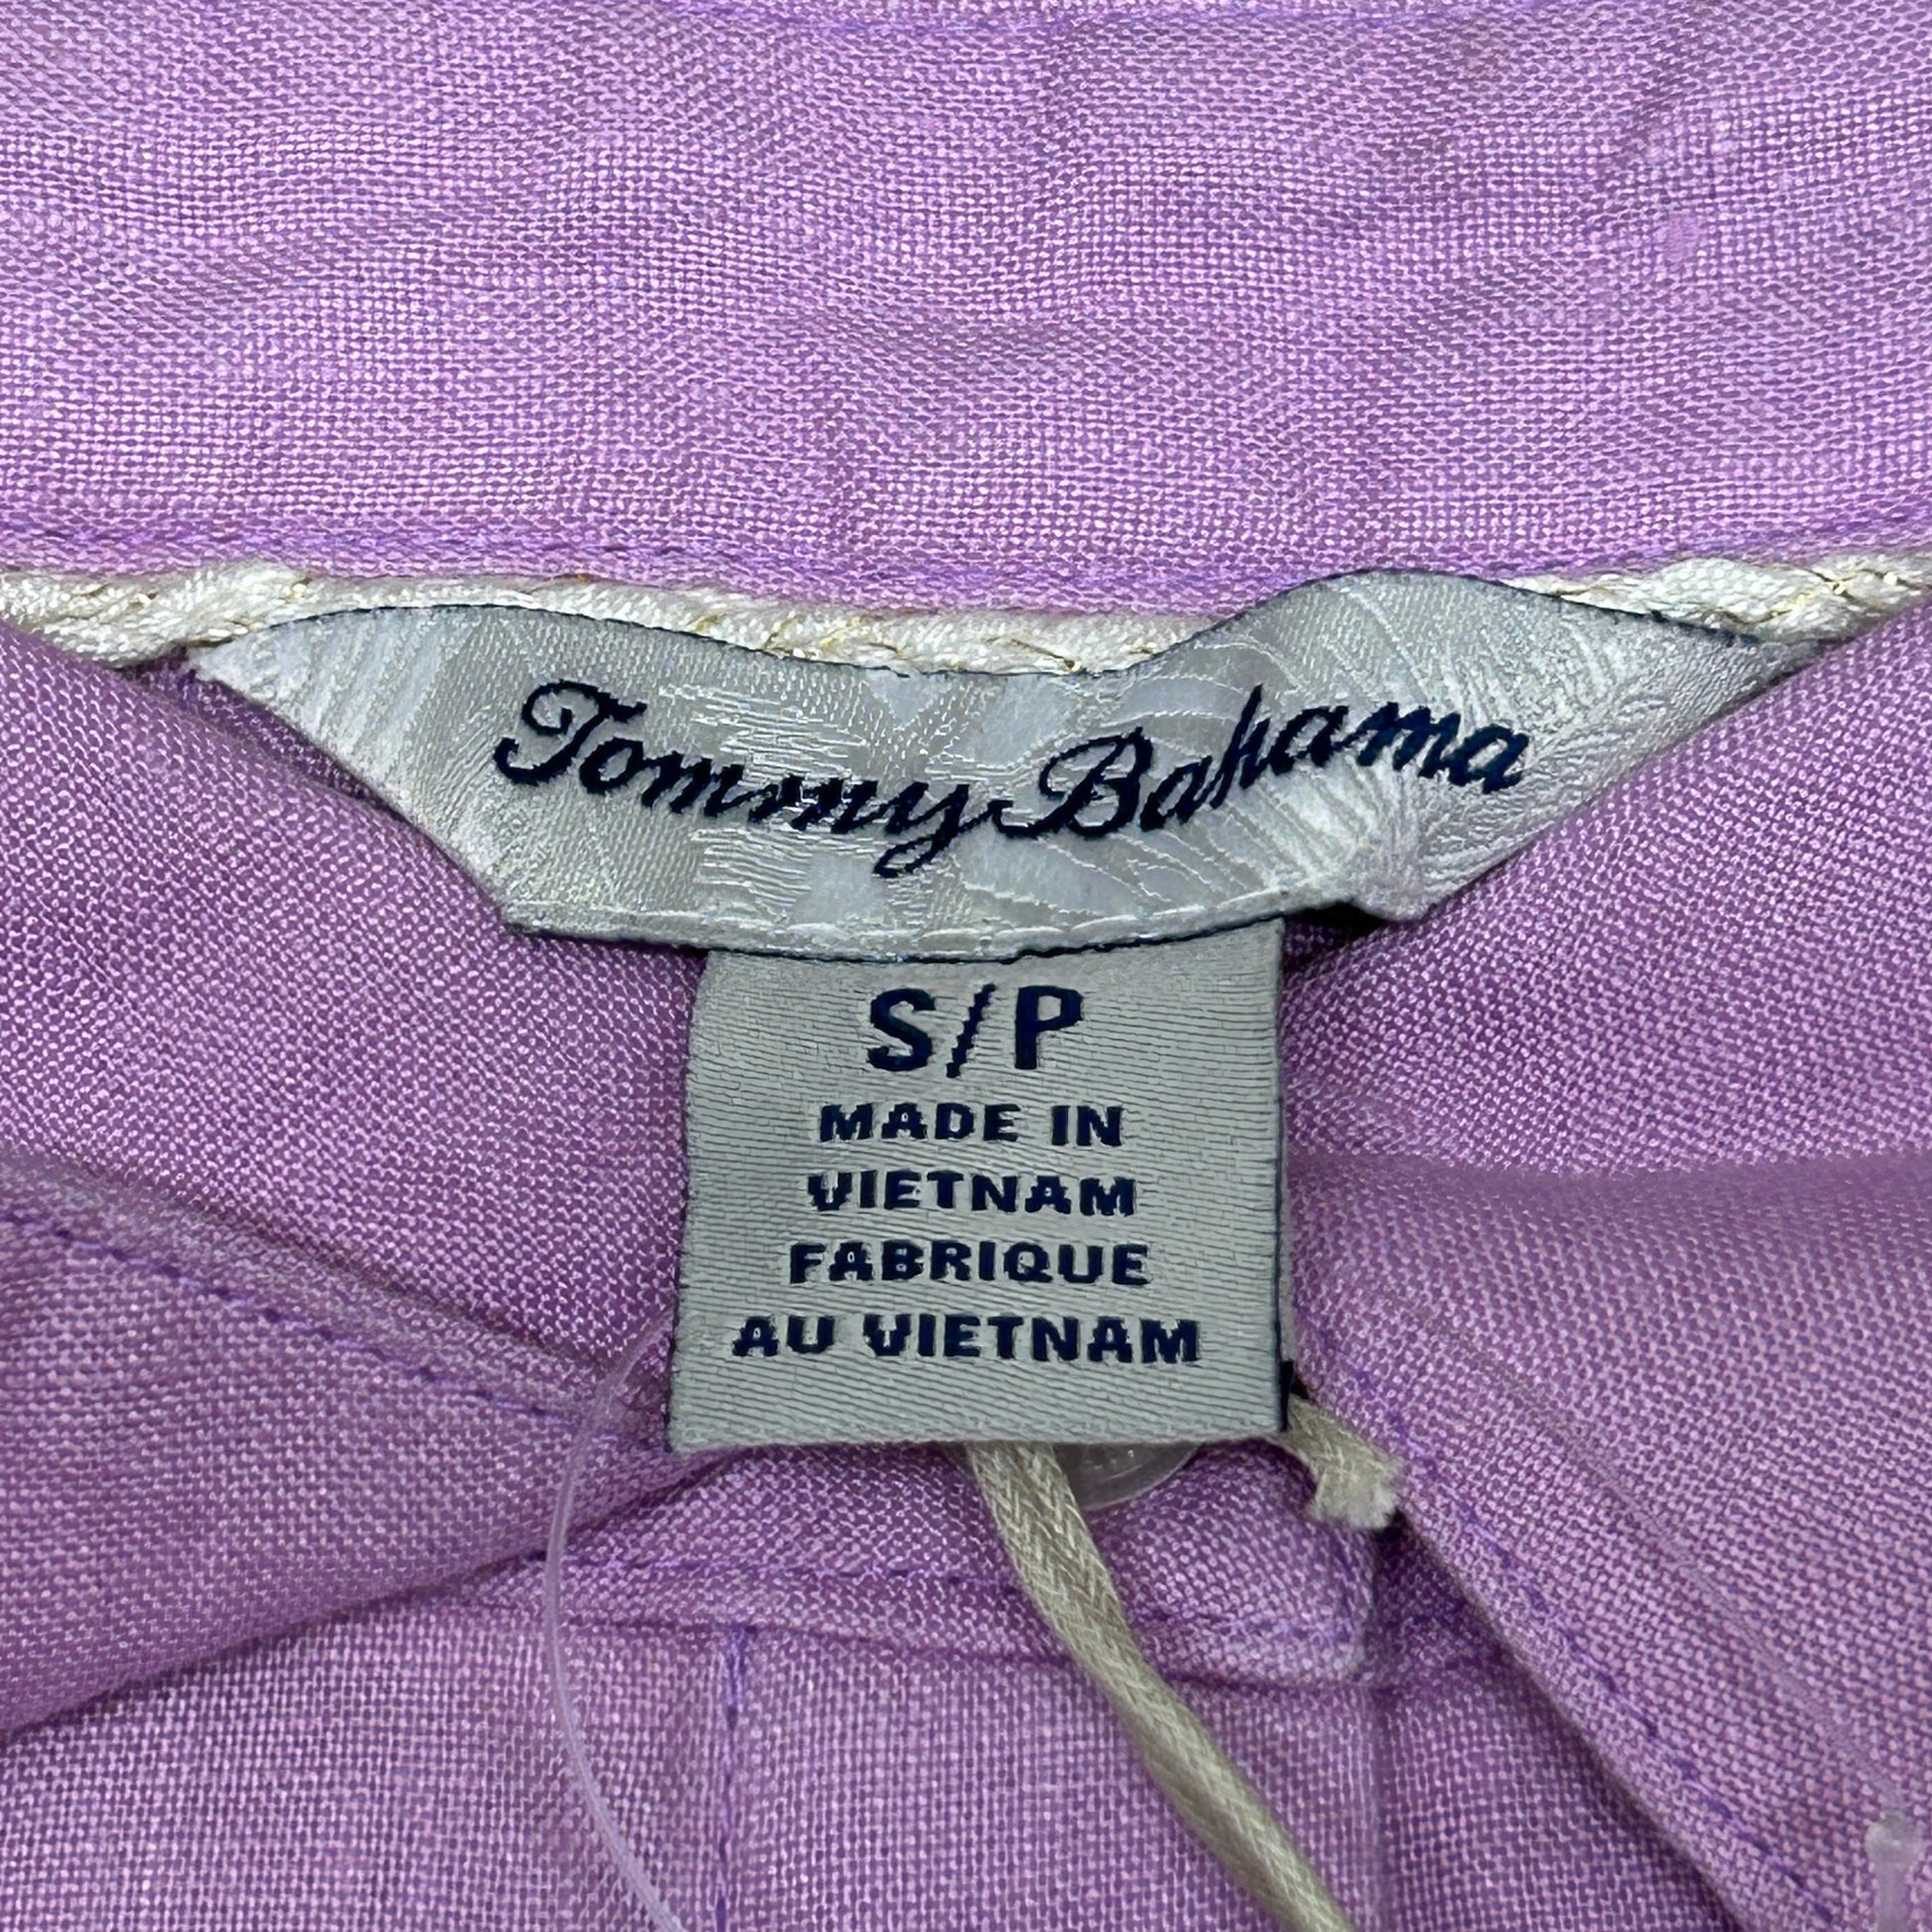 Tommy Bahama
S/P
MADE IN
VIETNAM
FABRIQUE
AU VIETNAM